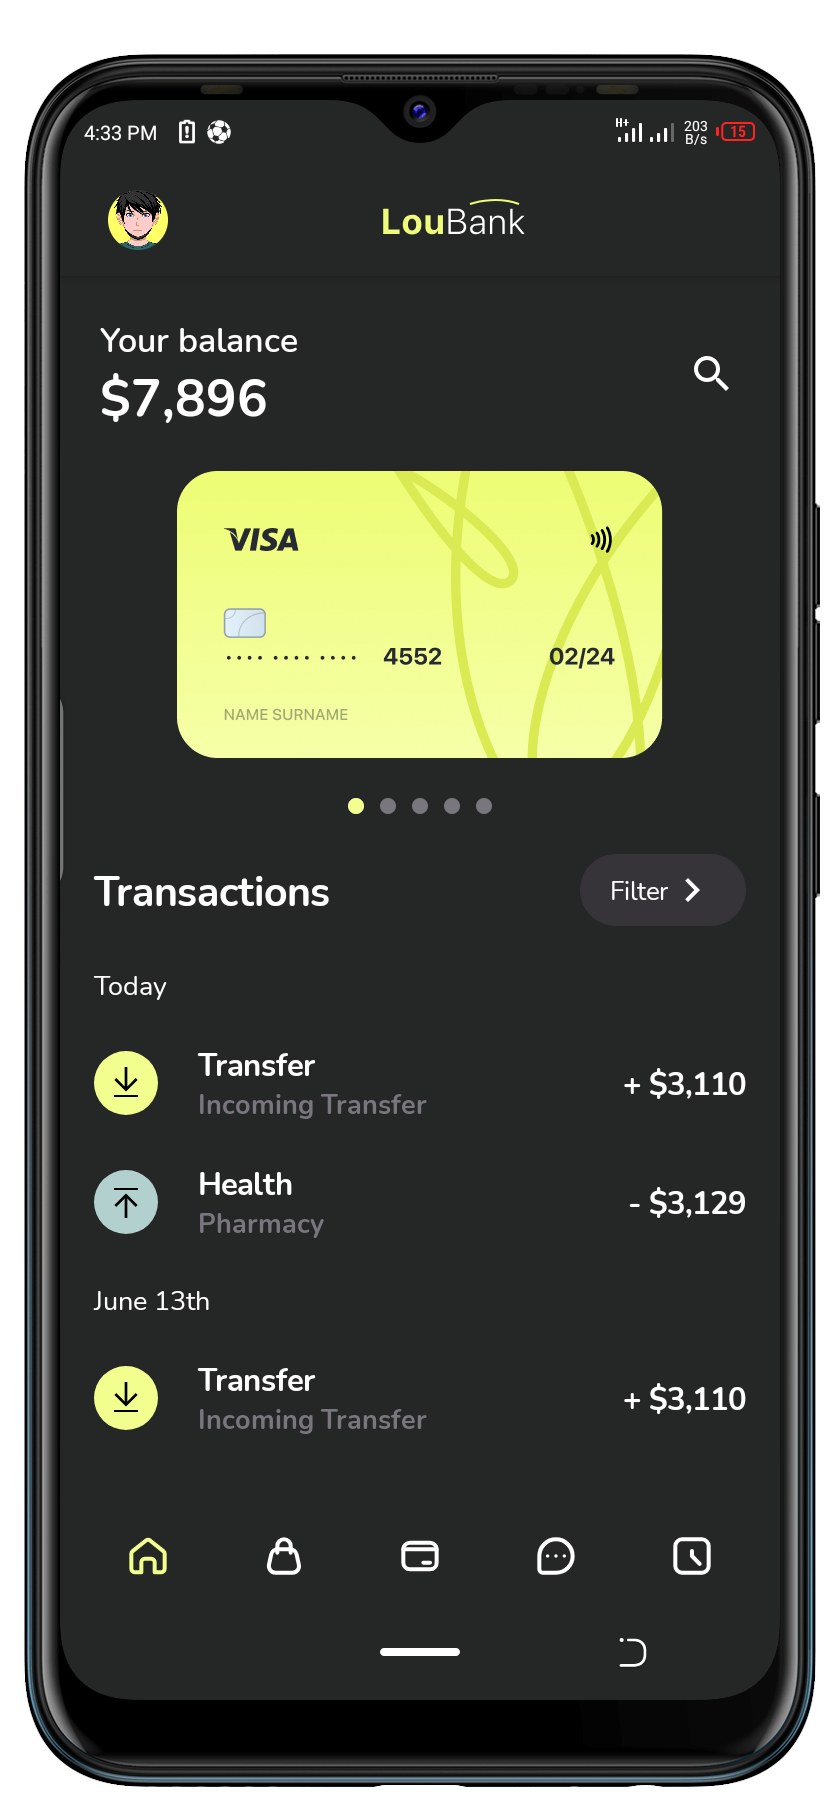 4:33 PM
H+
203
B/s
15
LouBank
Your balance
$7,896
VISA
•••• •••• •••• 4552 02/24
NAME SURNAME
Transactions
Filter
Today
Transfer
Incoming Transfer
+ $3,110
Health
Pharmacy
- $3,129
June 13th
Transfer
Incoming Transfer
+ $3,110